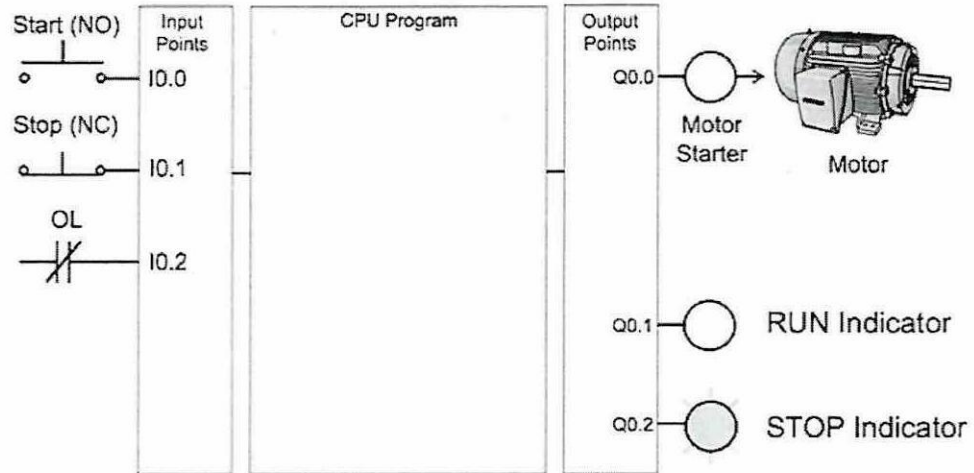 Start (NO)
Input
Points
CPU Program
Output
Points
I0.0
Q0.0
Stop (NC)
Motor
Starter
Motor
I0.1
OL
I0.2
Q0.1
RUN Indicator
Q0.2
STOP Indicator